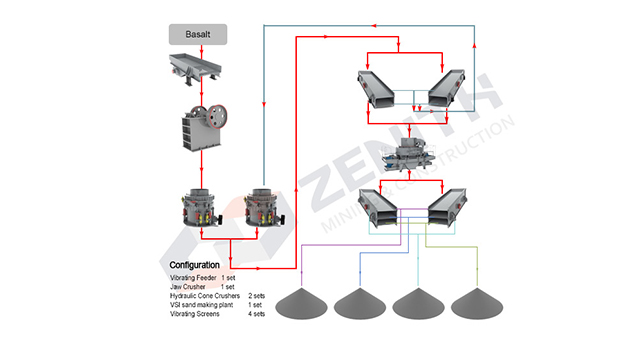 Basalt
ZENITH
MINING & CONSTRUCTION
Configuration
Vibrating Feeder 1 set
Jaw Crusher 1 set
Hydraulic Cone Crushers 2 sets
VSI sand making plant 1 set
Vibrating Screens 4 sets